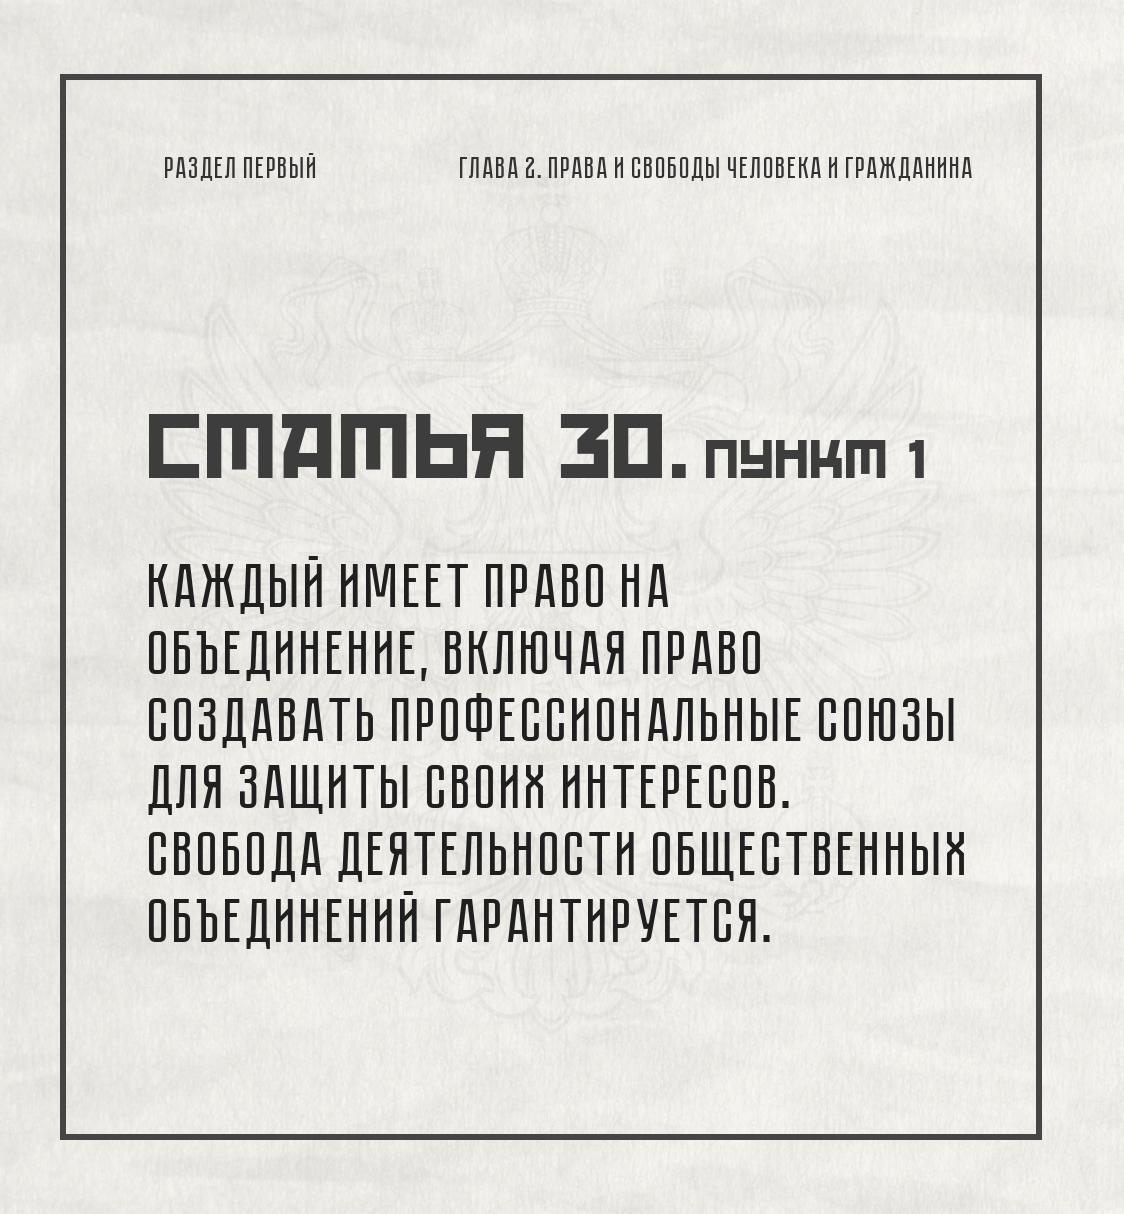 РАЗДЕЛ ПЕРВЫЙ
ГЛАВА 2. ПРАВА И СВОБОДЫ ЧЕЛОВЕКА И ГРАЖДАНИНА
СТАТЬЯ 30. ПУНКТ 1
КАЖДЫЙ ИМЕЕТ ПРАВО НА
ОБЪЕДИНЕНИЕ, ВКЛЮЧАЯ ПРАВО
СОЗДАВАТЬ ПРОФЕССИОНАЛЬНЫЕ СОЮЗЫ
ДЛЯ ЗАЩИТЫ СВОИХ ИНТЕРЕСОВ.
СВОБОДА ДЕЯТЕЛЬНОСТИ ОБЩЕСТВЕННЫХ
ОБЪЕДИНЕНИЙ ГАРАНТИРУЕТСЯ.